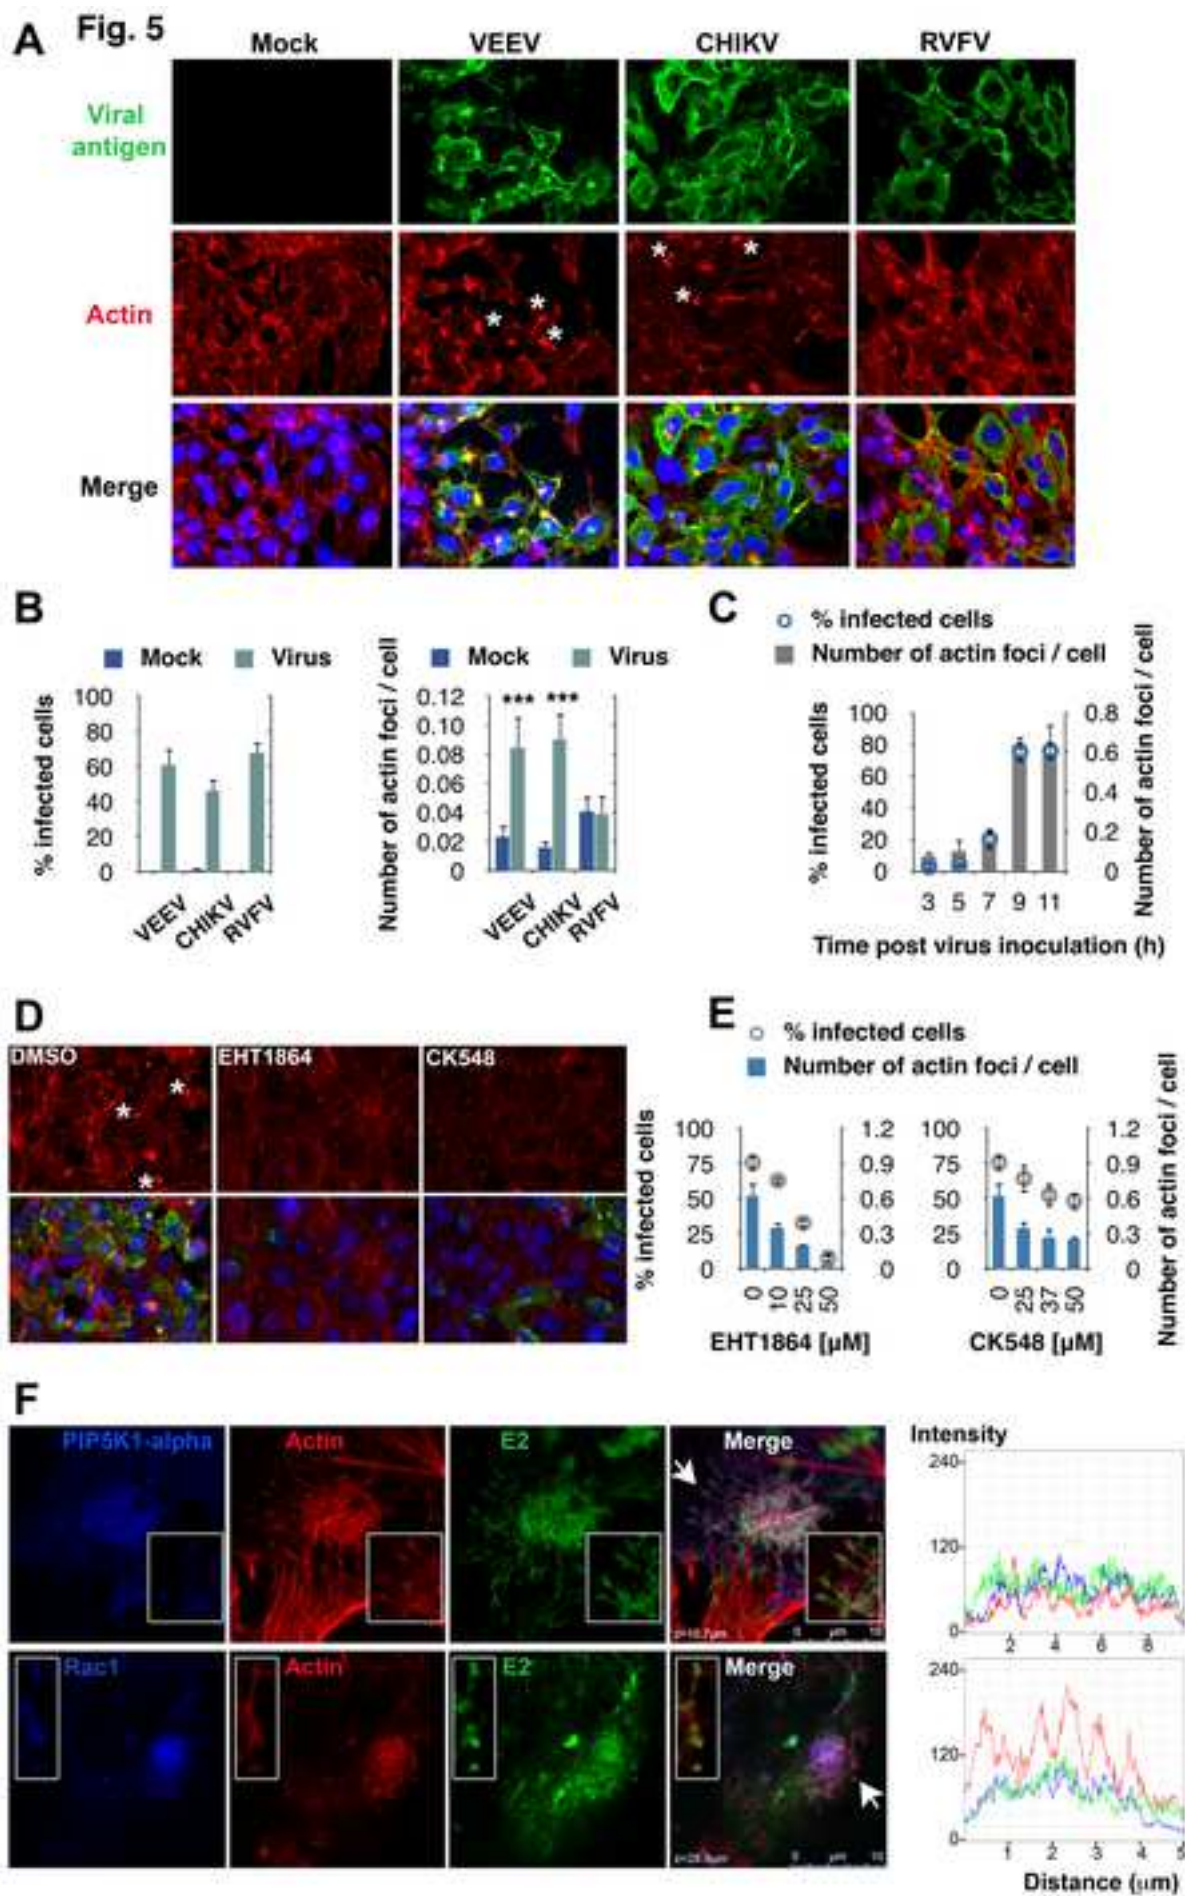 A Fig. 5
Mock VEEV CHIKV RVFV
Viral
antigen
Actin
* * * * * *
Merge
B
Mock Virus
% infected cells
100
80
60
40
20
0
VEEV CHIKV RVFV
Mock Virus
Number of actin foci / cell
0.12
0.10
0.08
0.06
0.04
0.02
0
*** ***
VEEV CHIKV RVFV
C
% infected cells
Number of actin foci / cell
% infected cells
100
80
60
40
20
0
0.8
0.6
0.4
0.2
0
Number of actin foci / cell
3 5 7 9 11
Time post virus inoculation (h)
D
DMSO EHT1864 CK548
* * *
E
% infected cells
Number of actin foci / cell
% infected cells
100
75
50
25
0
1.2
0.9
0.6
0.3
0
0 10 25 50
EHT1864 [µM]
100
75
50
25
0
1.2
0.9
0.6
0.3
0
0 25 37 50
CK548 [µM]
Number of actin foci / cell
F
PIP5K1-alpha Actin E2 Merge
0 µm 10
Rac1 Actin E2 Merge
0 µm 10
Intensity
240
120
0
2 4 6 8
240
120
0
1 2 3 4 5
Distance (µm)